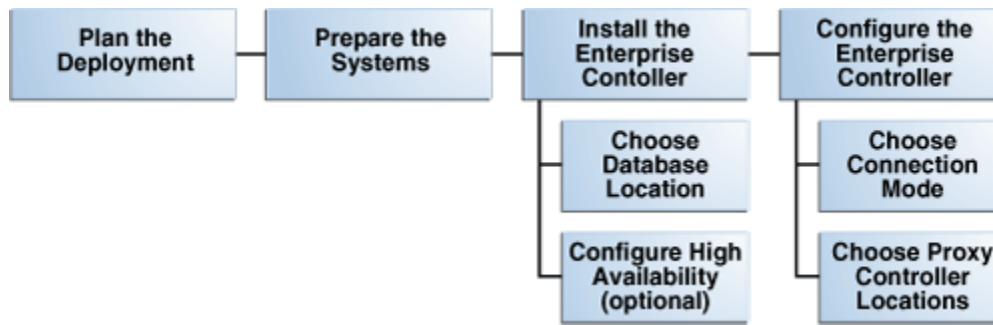 Plan the
Deployment
Prepare the
Systems
Install the
Enterprise
Contoller
Configure the
Enterprise
Controller
Choose
Database
Location
Configure High
Availability
(optional)
Choose
Connection
Mode
Choose Proxy
Controller
Locations